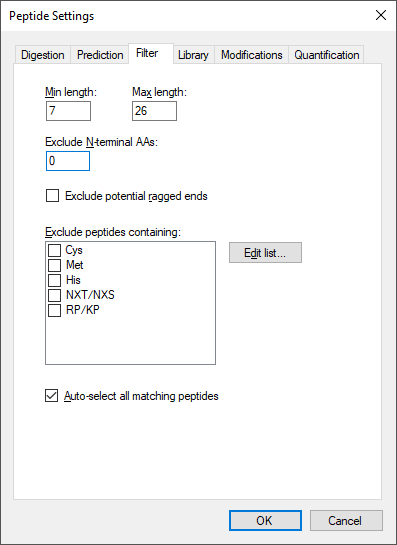 Peptide Settings
Digestion Prediction Filter Library Modifications Quantification
Min length: Max length:
7 26
Exclude N-terminal AAs:
0
Exclude potential ragged ends
Exclude peptides containing:
Cys
Met
His
NXT/NXS
RP/KP
Edit list...
Auto-select all matching peptides
OK Cancel